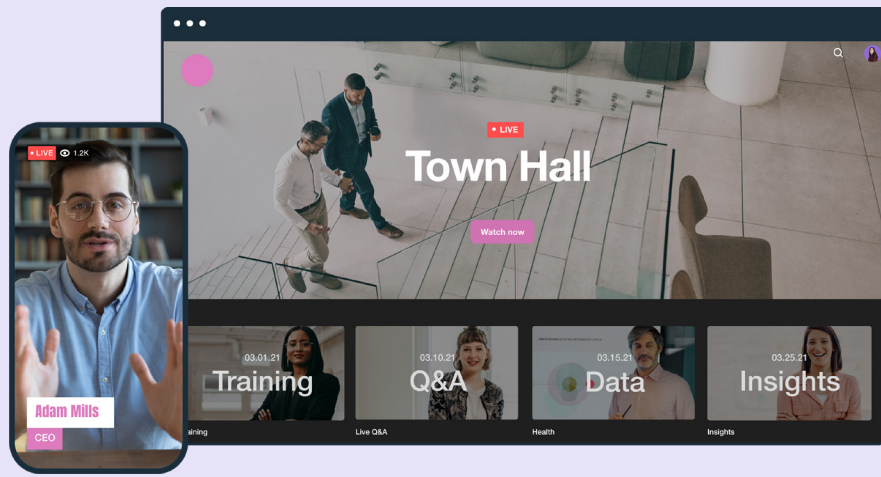 LIVE
Town Hall
Watch now
LIVE 1.2K
Adam Mills
CEO
03.01.21
Training
03.10.21
Q&A
03.15.21
Data
03.25.21
Insights
aining
Live Q&A
Health
Insights